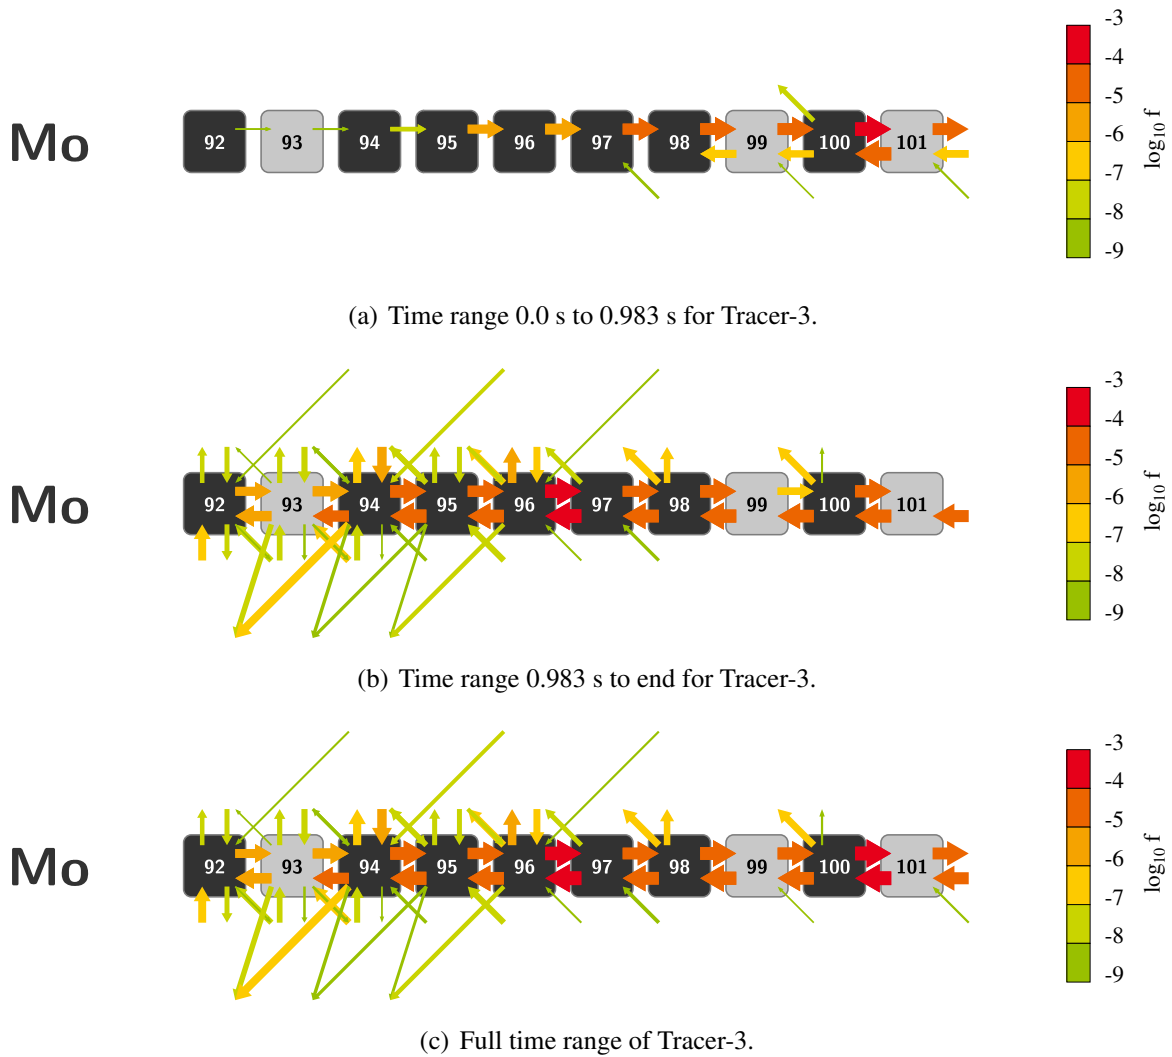 -3
-4
-5
-6
-7
-8
-9
log10 f
Mo
92 93 94 95 96 97 98 99 100 101
(a) Time range 0.0 s to 0.983 s for Tracer-3.
-3
-4
-5
-6
-7
-8
-9
log10 f
Mo
92 93 94 95 96 97 98 99 100 101
(b) Time range 0.983 s to end for Tracer-3.
-3
-4
-5
-6
-7
-8
-9
log10 f
Mo
92 93 94 95 96 97 98 99 100 101
(c) Full time range of Tracer-3.